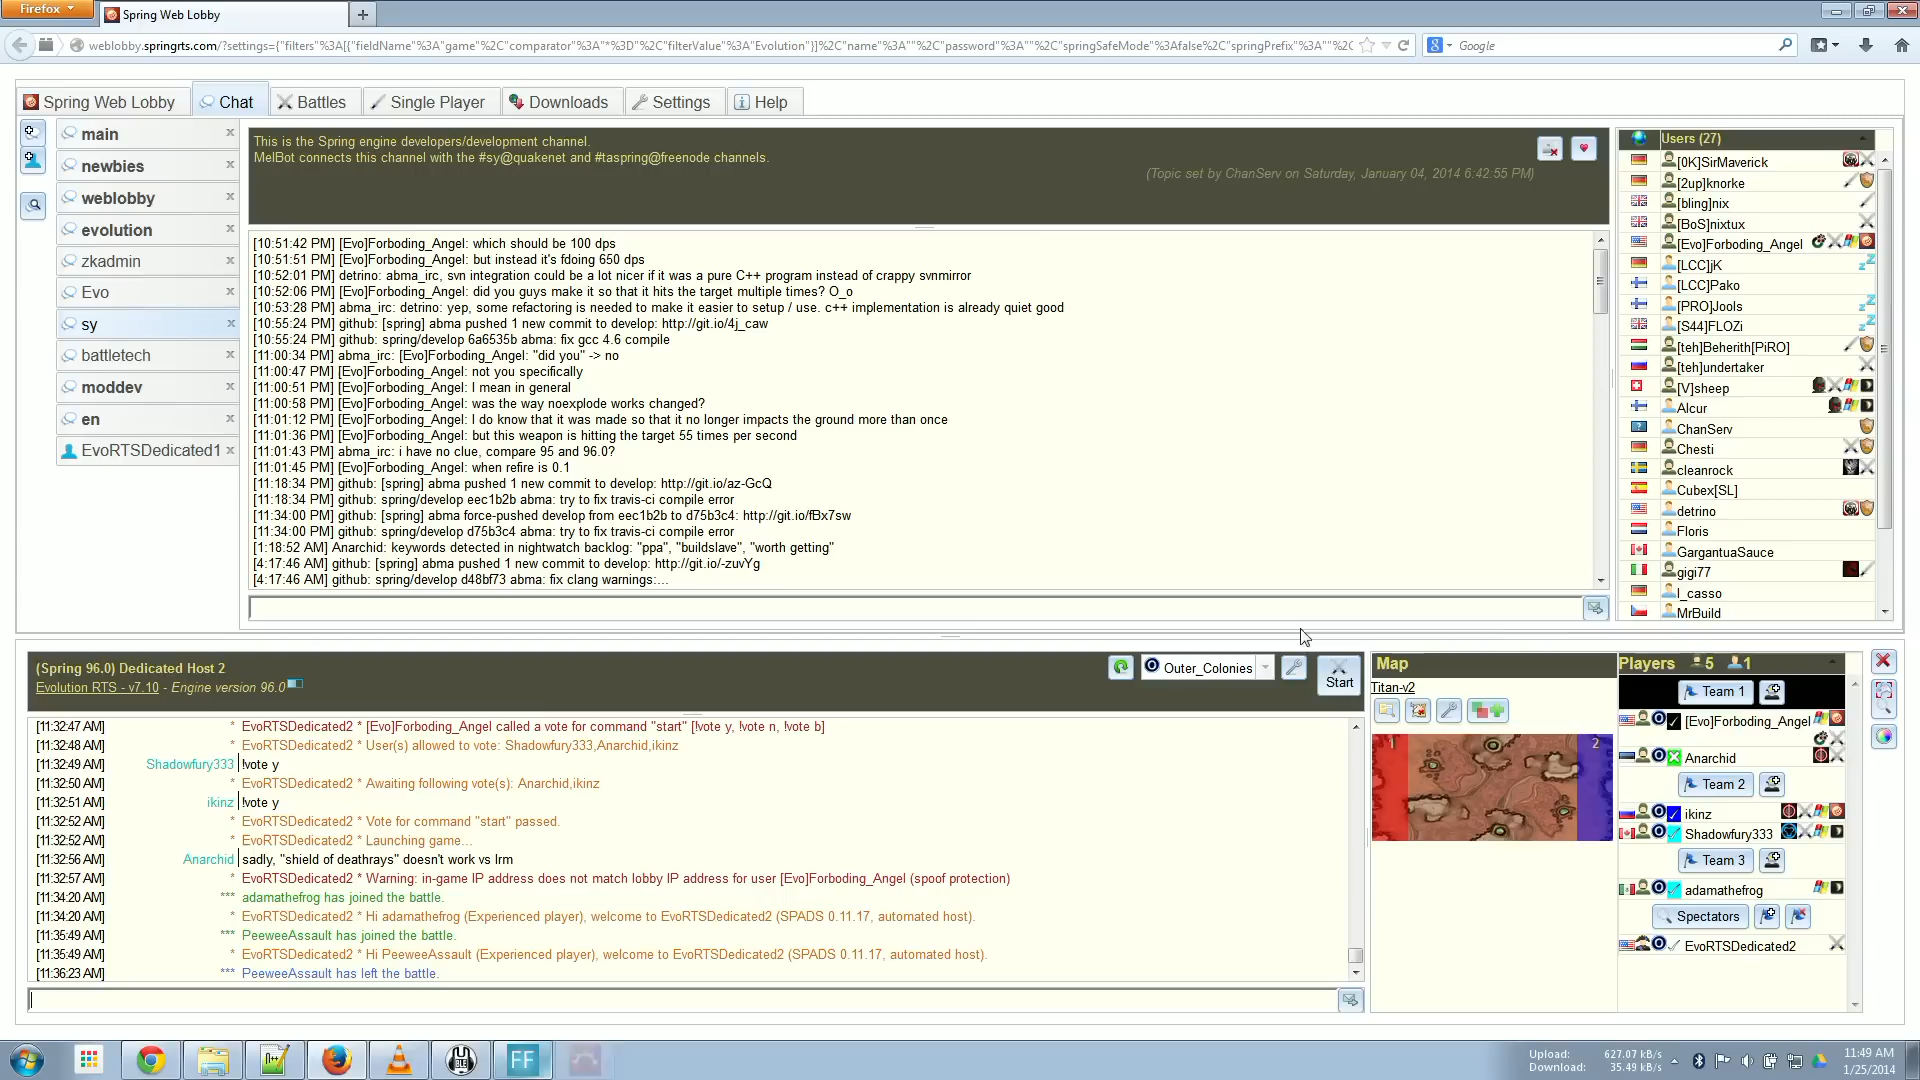 Firefox
Spring Web Lobby
weblobby.springrts.com/?settings={"filters"%3A[{"fieldName"%3A"game"%2C"comparator"%3A"*%3D"%2C"filterValue"%3A"Evolution"}]%2C"name"%3A""%2C"password"%3A""%2C"springSafeMode"%3Afalse%2C"springPrefix"%3A""%2C
Google
Spring Web Lobby
Chat
Battles
Single Player
Downloads
Settings
Help
main
newbies
weblobby
evolution
zkadmin
Evo
sy
battletech
moddev
en
EvoRTSDedicated1
This is the Spring engine developers/development channel.
MelBot connects this channel with the #sy@quakenet and #taspring@freenode channels.
(Topic set by ChanServ on Saturday, January 04, 2014 6:42:55 PM)
[10:51:42 PM] [Evo]Forboding_Angel: which should be 100 dps
[10:51:51 PM] [Evo]Forboding_Angel: but instead it's fdoing 650 dps
[10:52:01 PM] detrino: abma_irc, svn integration could be a lot nicer if it was a pure C++ program instead of crappy svnmirror
[10:52:06 PM] [Evo]Forboding_Angel: did you guys make it so that it hits the target multiple times? O_o
[10:53:28 PM] abma_irc: detrino: yep, some refactoring is needed to make it easier to setup / use. c++ implementation is already quiet good
[10:55:24 PM] github: [spring] abma pushed 1 new commit to develop: http://git.io/4j_caw
[10:55:24 PM] github: spring/develop 6a6535b abma: fix gcc 4.6 compile
[11:00:34 PM] abma_irc: [Evo]Forboding_Angel: "did you" -> no
[11:00:47 PM] [Evo]Forboding_Angel: not you specifically
[11:00:51 PM] [Evo]Forboding_Angel: I mean in general
[11:00:58 PM] [Evo]Forboding_Angel: was the way noexplode works changed?
[11:01:12 PM] [Evo]Forboding_Angel: I do know that it was made so that it no longer impacts the ground more than once
[11:01:36 PM] [Evo]Forboding_Angel: but this weapon is hitting the target 55 times per second
[11:01:43 PM] abma_irc: i have no clue, compare 95 and 96.0?
[11:01:45 PM] [Evo]Forboding_Angel: when refire is 0.1
[11:18:34 PM] github: [spring] abma pushed 1 new commit to develop: http://git.io/az-GcQ
[11:18:34 PM] github: spring/develop eec1b2b abma: try to fix travis-ci compile error
[11:34:00 PM] github: [spring] abma force-pushed develop from eec1b2b to d75b3c4: http://git.io/fBx7sw
[11:34:00 PM] github: spring/develop d75b3c4 abma: try to fix travis-ci compile error
[1:18:52 AM] Anarchid: keywords detected in nightwatch backlog: "ppa", "buildslave", "worth getting"
[4:17:46 AM] github: [spring] abma pushed 1 new commit to develop: http://git.io/-zuvYg
[4:17:46 AM] github: spring/develop d48bf73 abma: fix clang warnings:...
Users (27)
[0K]SirMaverick
[2up]knorke
[bling]nix
[BoS]nixtux
[Evo]Forboding_Angel
[LCC]jK
[LCC]Pako
[PRO]Jools
[S44]FLOZi
[teh]Beherith[PiRO]
[teh]undertaker
[V]sheep
Alcur
ChanServ
Chesti
cleanrock
Cubex[SL]
detrino
Floris
GargantuaSauce
gigi77
l_casso
MrBuild
(Spring 96.0) Dedicated Host 2
Evolution RTS - v7.10 - Engine version 96.0
Outer_Colonies
Start
[11:32:47 AM] * EvoRTSDedicated2 * [Evo]Forboding_Angel called a vote for command "start" [!vote y, !vote n, !vote b]
[11:32:48 AM] * EvoRTSDedicated2 * User(s) allowed to vote: Shadowfury333,Anarchid,ikinz
[11:32:49 AM] Shadowfury333 !vote y
[11:32:50 AM] * EvoRTSDedicated2 * Awaiting following vote(s): Anarchid,ikinz
[11:32:51 AM] ikinz !vote y
[11:32:52 AM] * EvoRTSDedicated2 * Vote for command "start" passed.
[11:32:52 AM] * EvoRTSDedicated2 * Launching game...
[11:32:56 AM] Anarchid sadly, "shield of deathrays" doesn't work vs lrm
[11:32:57 AM] * EvoRTSDedicated2 * Warning: in-game IP address does not match lobby IP address for user [Evo]Forboding_Angel (spoof protection)
[11:34:20 AM] *** adamathefrog has joined the battle.
[11:34:20 AM] * EvoRTSDedicated2 * Hi adamathefrog (Experienced player), welcome to EvoRTSDedicated2 (SPADS 0.11.17, automated host).
[11:35:49 AM] *** PeeweeAssault has joined the battle.
[11:35:49 AM] * EvoRTSDedicated2 * Hi PeeweeAssault (Experienced player), welcome to EvoRTSDedicated2 (SPADS 0.11.17, automated host).
[11:36:23 AM] *** PeeweeAssault has left the battle.
Map
Titan-v2
1
2
Players 5 1
Team 1
[Evo]Forboding_Angel
Anarchid
Team 2
ikinz
Shadowfury333
Team 3
adamathefrog
Spectators
EvoRTSDedicated2
FF
Upload: 627.07 kB/s
Download: 35.49 kB/s
11:49 AM
1/25/2014